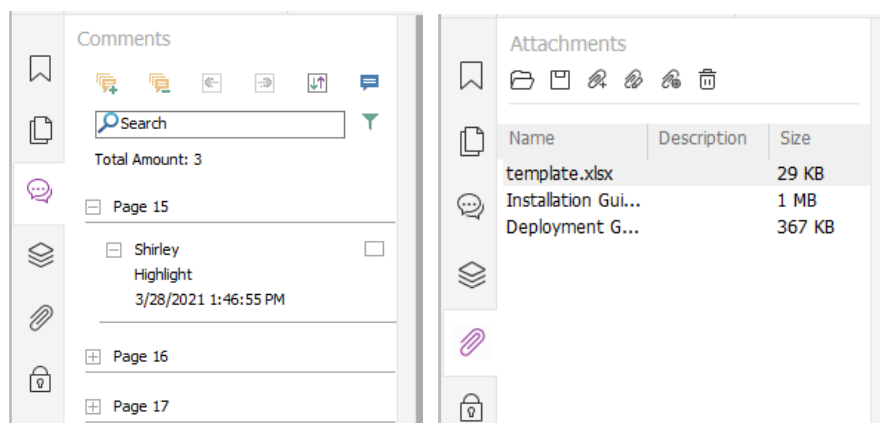 Comments
Search
Total Amount: 3
Page 15
Shirley
Highlight
3/28/2021 1:46:55 PM
Page 16
Page 17
Attachments
Name Description Size
template.xlsx 29 KB
Installation Gui... 1 MB
Deployment G... 367 KB